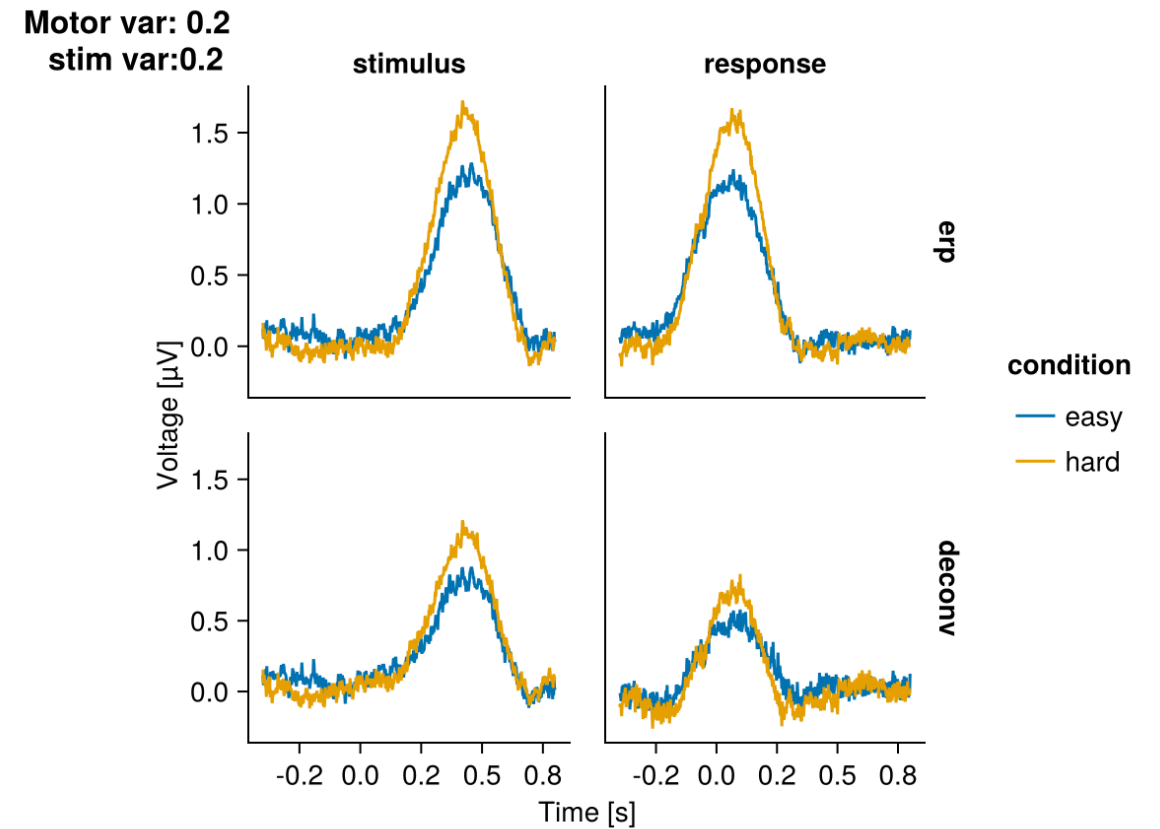 Motor var: 0.2
stim var:0.2
stimulus
response
1.5
1.0
0.5
0.0
erp
Voltage [µV]
condition
easy
hard
1.5
1.0
0.5
0.0
deconv
-0.2 0.0 0.2 0.5 0.8
-0.2 0.0 0.2 0.5 0.8
Time [s]